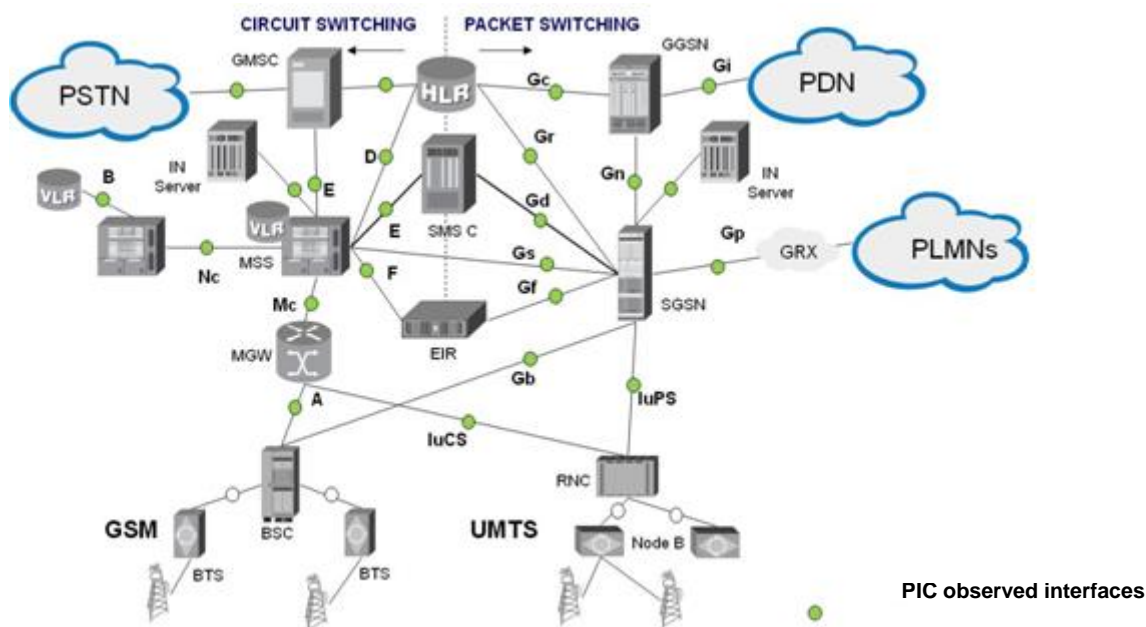 CIRCUIT SWITCHING
PACKET SWITCHING
GMSC
GGSN
PSTN
HLR
Gc
Gi
PDN
IN
Server
D
Gr
Gn
IN
Server
VLR
B
E
VLR
E
SMS C
Gd
MSS
Gs
Gp
GRX
PLMNs
Nc
F
Gf
SGSN
Mc
EIR
MGW
Gb
A
IuPS
IuCS
RNC
GSM
BSC
UMTS
Node B
BTS
BTS
PIC observed interfaces